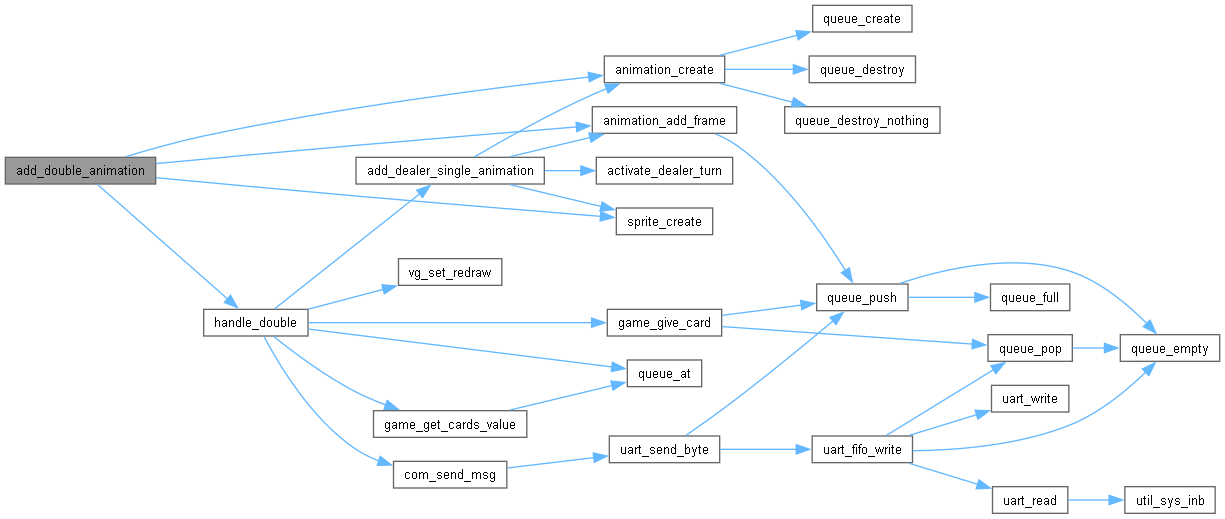 queue_create
animation_create
queue_destroy
animation_add_frame
queue_destroy_nothing
add_double_animation
add_dealer_single_animation
activate_dealer_turn
sprite_create
vg_set_redraw
queue_push
queue_full
handle_double
game_give_card
queue_pop
queue_empty
queue_at
uart_write
game_get_cards_value
uart_send_byte
uart_fifo_write
com_send_msg
uart_read
util_sys_inb